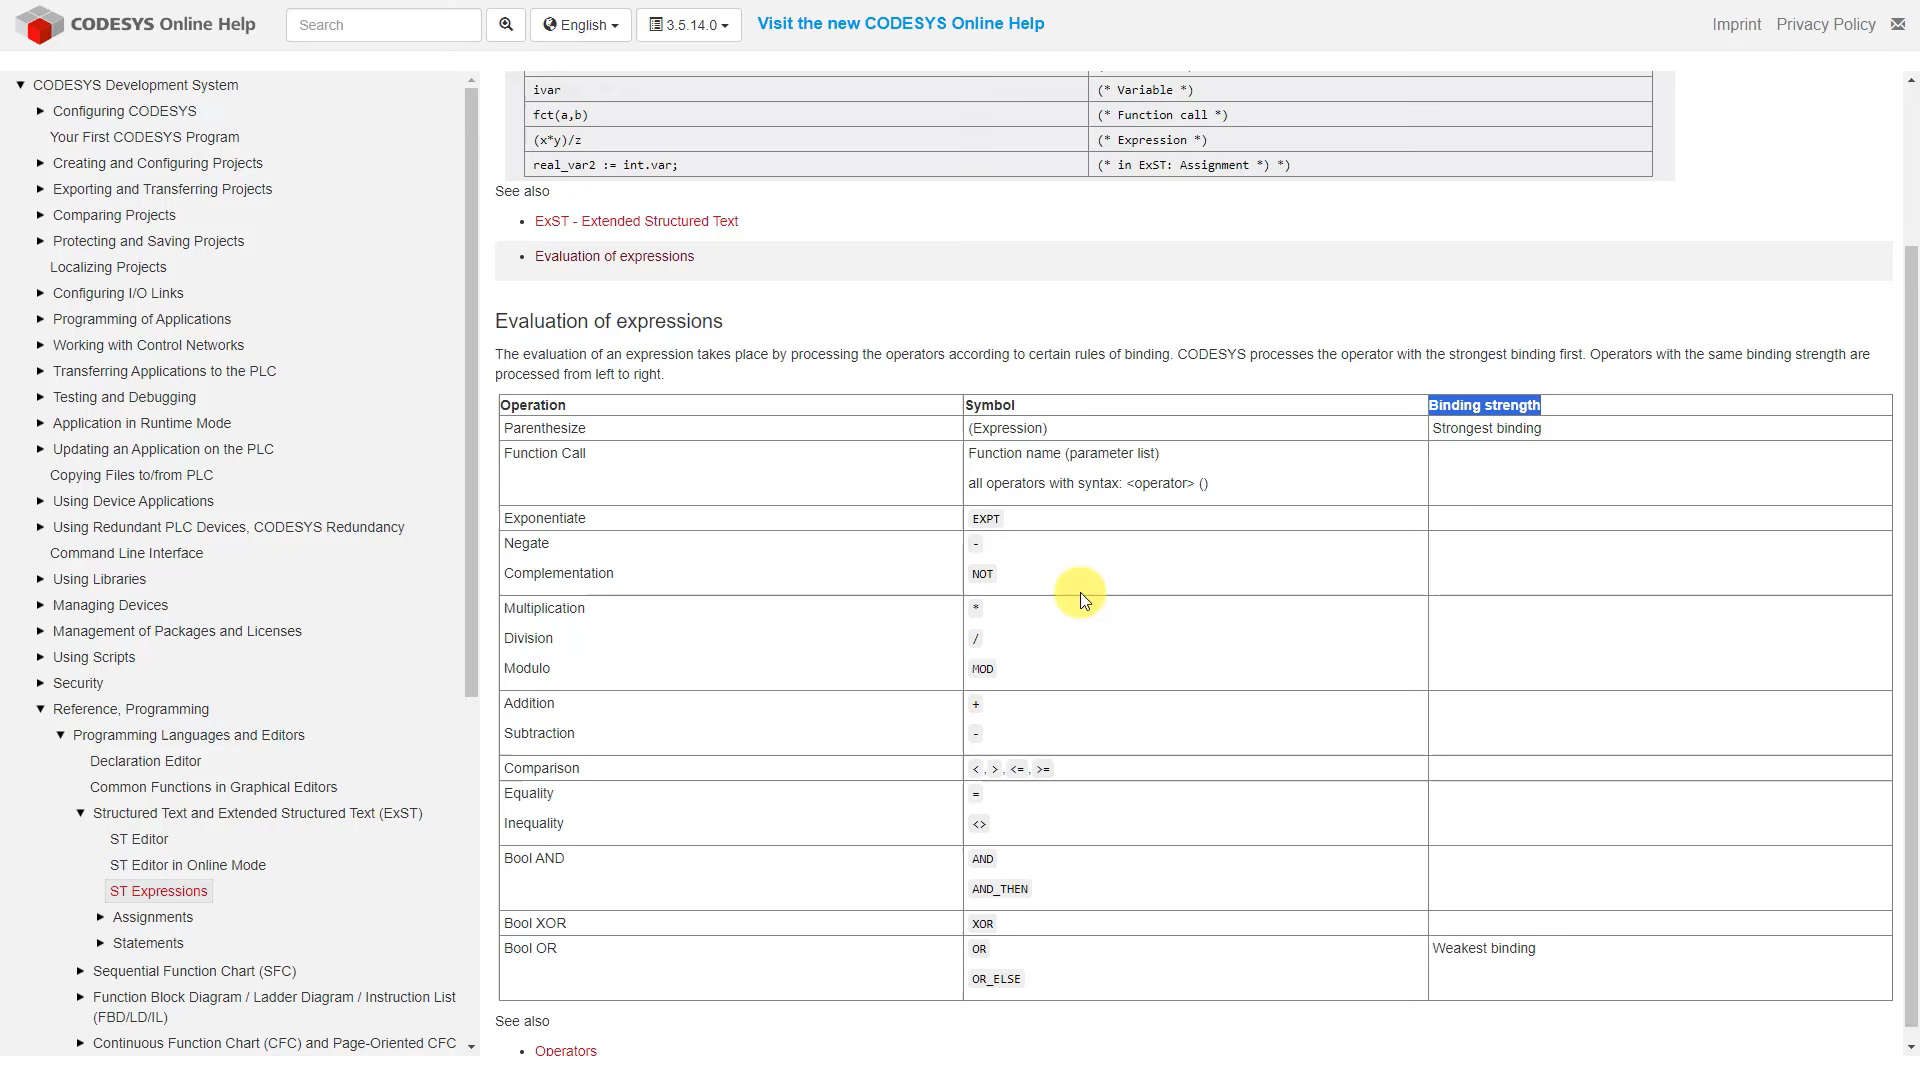 CODESYS Online Help
Search
English
3.5.14.0
Visit the new CODESYS Online Help
Imprint
Privacy Policy
CODESYS Development System
Configuring CODESYS
Your First CODESYS Program
Creating and Configuring Projects
Exporting and Transferring Projects
Comparing Projects
Protecting and Saving Projects
Localizing Projects
Configuring I/O Links
Programming of Applications
Working with Control Networks
Transferring Applications to the PLC
Testing and Debugging
Application in Runtime Mode
Updating an Application on the PLC
Copying Files to/from PLC
Using Device Applications
Using Redundant PLC Devices, CODESYS Redundancy
Command Line Interface
Using Libraries
Managing Devices
Management of Packages and Licenses
Using Scripts
Security
Reference, Programming
Programming Languages and Editors
Declaration Editor
Common Functions in Graphical Editors
Structured Text and Extended Structured Text (ExST)
ST Editor
ST Editor in Online Mode
ST Expressions
Assignments
Statements
Sequential Function Chart (SFC)
Function Block Diagram / Ladder Diagram / Instruction List
(FBD/LD/IL)
Continuous Function Chart (CFC) and Page-Oriented CFC
ivar (* Variable *)
fct(a,b) (* Function call *)
(x*y)/z (* Expression *)
real_var2 := int.var; (* in ExST: Assignment *) *)
See also
• ExST - Extended Structured Text
• Evaluation of expressions
Evaluation of expressions
The evaluation of an expression takes place by processing the operators according to certain rules of binding. CODESYS processes the operator with the strongest binding first. Operators with the same binding strength are
processed from left to right.
Operation Symbol Binding strength
Parenthesize (Expression) Strongest binding
Function Call Function name (parameter list)
all operators with syntax: <operator> ()
Exponentiate EXPT
Negate -
Complementation NOT
Multiplication *
Division /
Modulo MOD
Addition +
Subtraction -
Comparison < , > , <= , >=
Equality =
Inequality <>
Bool AND AND
AND_THEN
Bool XOR XOR
Bool OR OR Weakest binding
OR_ELSE
See also
• Operators